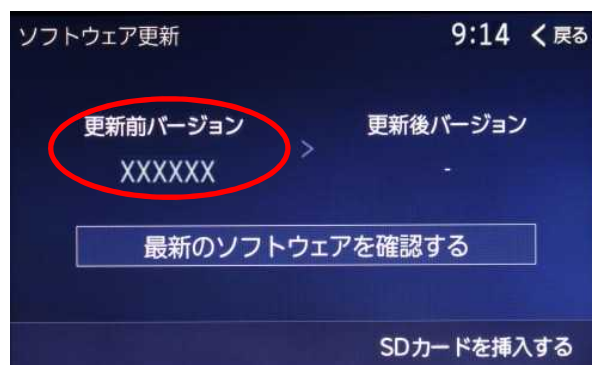 ソフトウェア更新 9:14 く戻る
更新前バージョン > 更新後バージョン
XXXXXX -
最新のソフトウェアを確認する
SDカードを挿入する